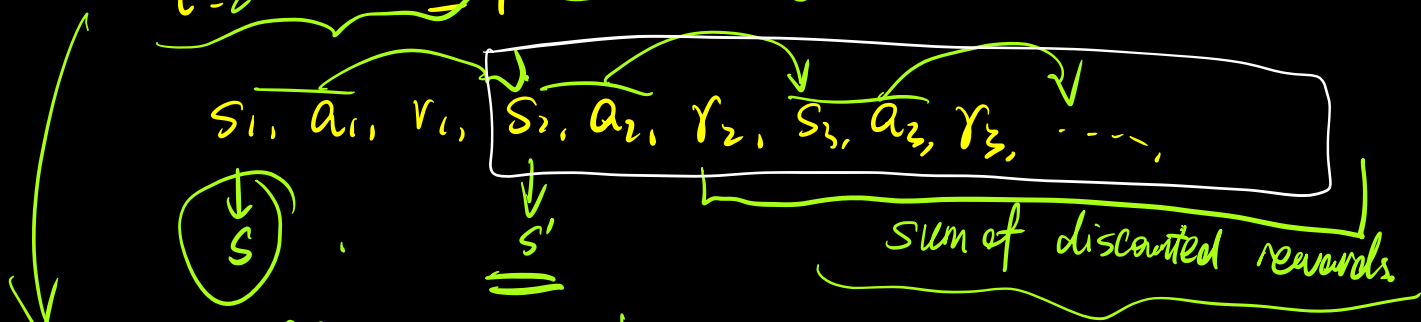 s₁, a₁, r₁, s₂, a₂, r₂, s₃, a₃, r₃, .....,
s s'
sum of discounted rewards.